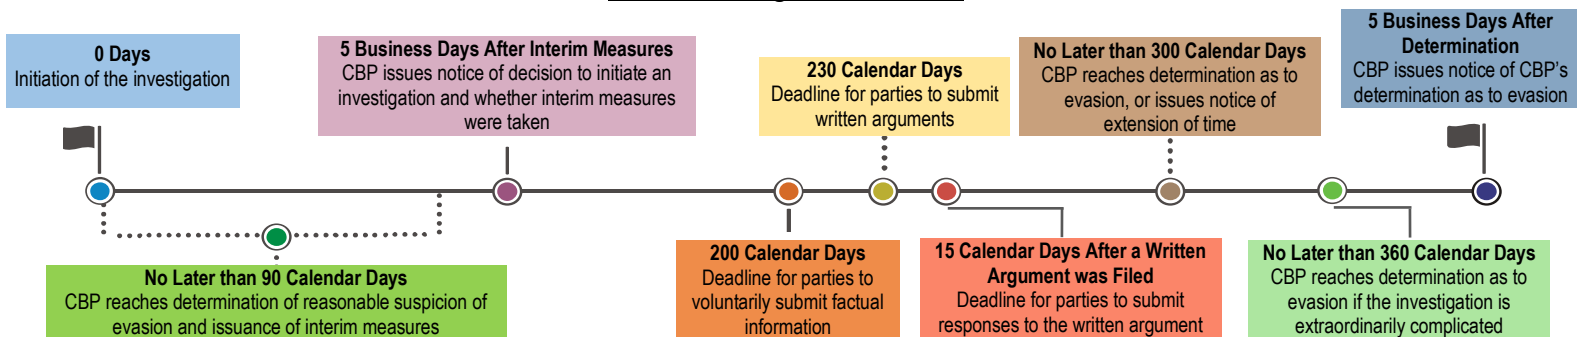 0 Days
Initiation of the investigation
No Later than 90 Calendar Days
CBP reaches determination of reasonable suspicion of
evasion and issuance of interim measures
5 Business Days After Interim Measures
CBP issues notice of decision to initiate an
investigation and whether interim measures
were taken
200 Calendar Days
Deadline for parties to
voluntarily submit factual
information
230 Calendar Days
Deadline for parties to submit
written arguments
15 Calendar Days After a Written
Argument was Filed
Deadline for parties to submit
responses to the written argument
No Later than 300 Calendar Days
CBP reaches determination as to
evasion, or issues notice of
extension of time
No Later than 360 Calendar Days
CBP reaches determination as to
evasion if the investigation is
extraordinarily complicated
5 Business Days After
Determination
CBP issues notice of CBP's
determination as to evasion